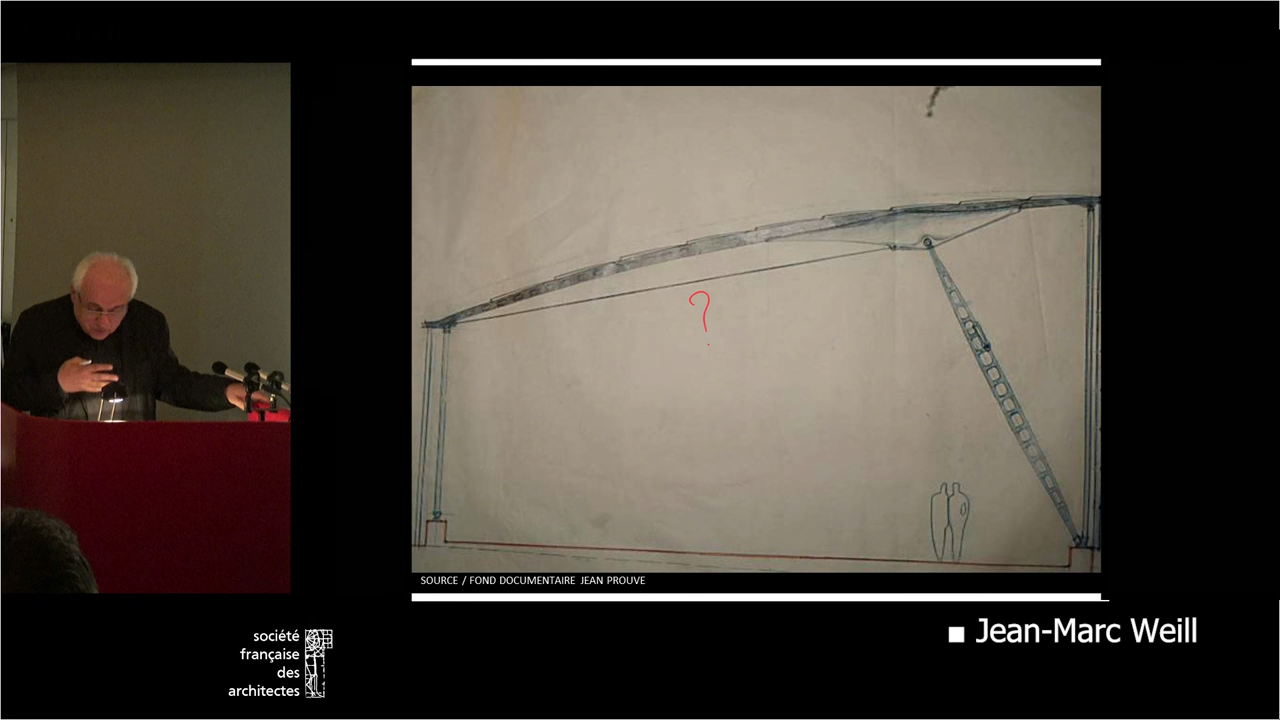 ?
SOURCE / FOND DOCUMENTAIRE JEAN PROUVE
Jean-Marc Weill
société
française
des
architectes